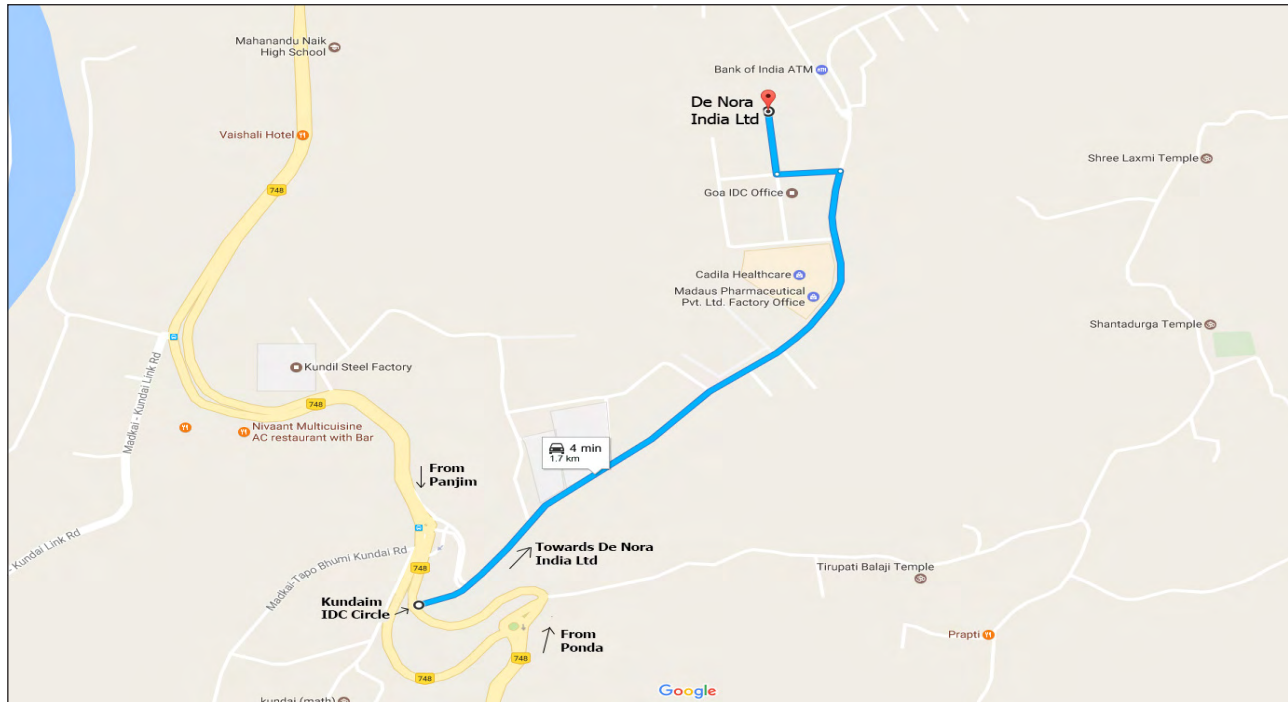 Mahanandu Naik
High School
Bank of India ATM
De Nora
India Ltd
Vaishali Hotel
Shree Laxmi Temple
748
Goa IDC Office
Cadila Healthcare
Madaus Pharmaceutical
Pvt. Ltd. Factory Office
Shantadurga Temple
Madkai - Kundai Link Rd
Kundil Steel Factory
748
Nivaant Multicuisine
AC restaurant with Bar
4 min
1.7 km
From
Panjim
- Kundai Link Rd
Madkai-Tapo Bhumi Kundai Rd
Towards De Nora
India Ltd
748
Tirupati Balaji Temple
Kundaim
IDC Circle
From
Ponda
Prapti
748
748
kundai (math)
Google